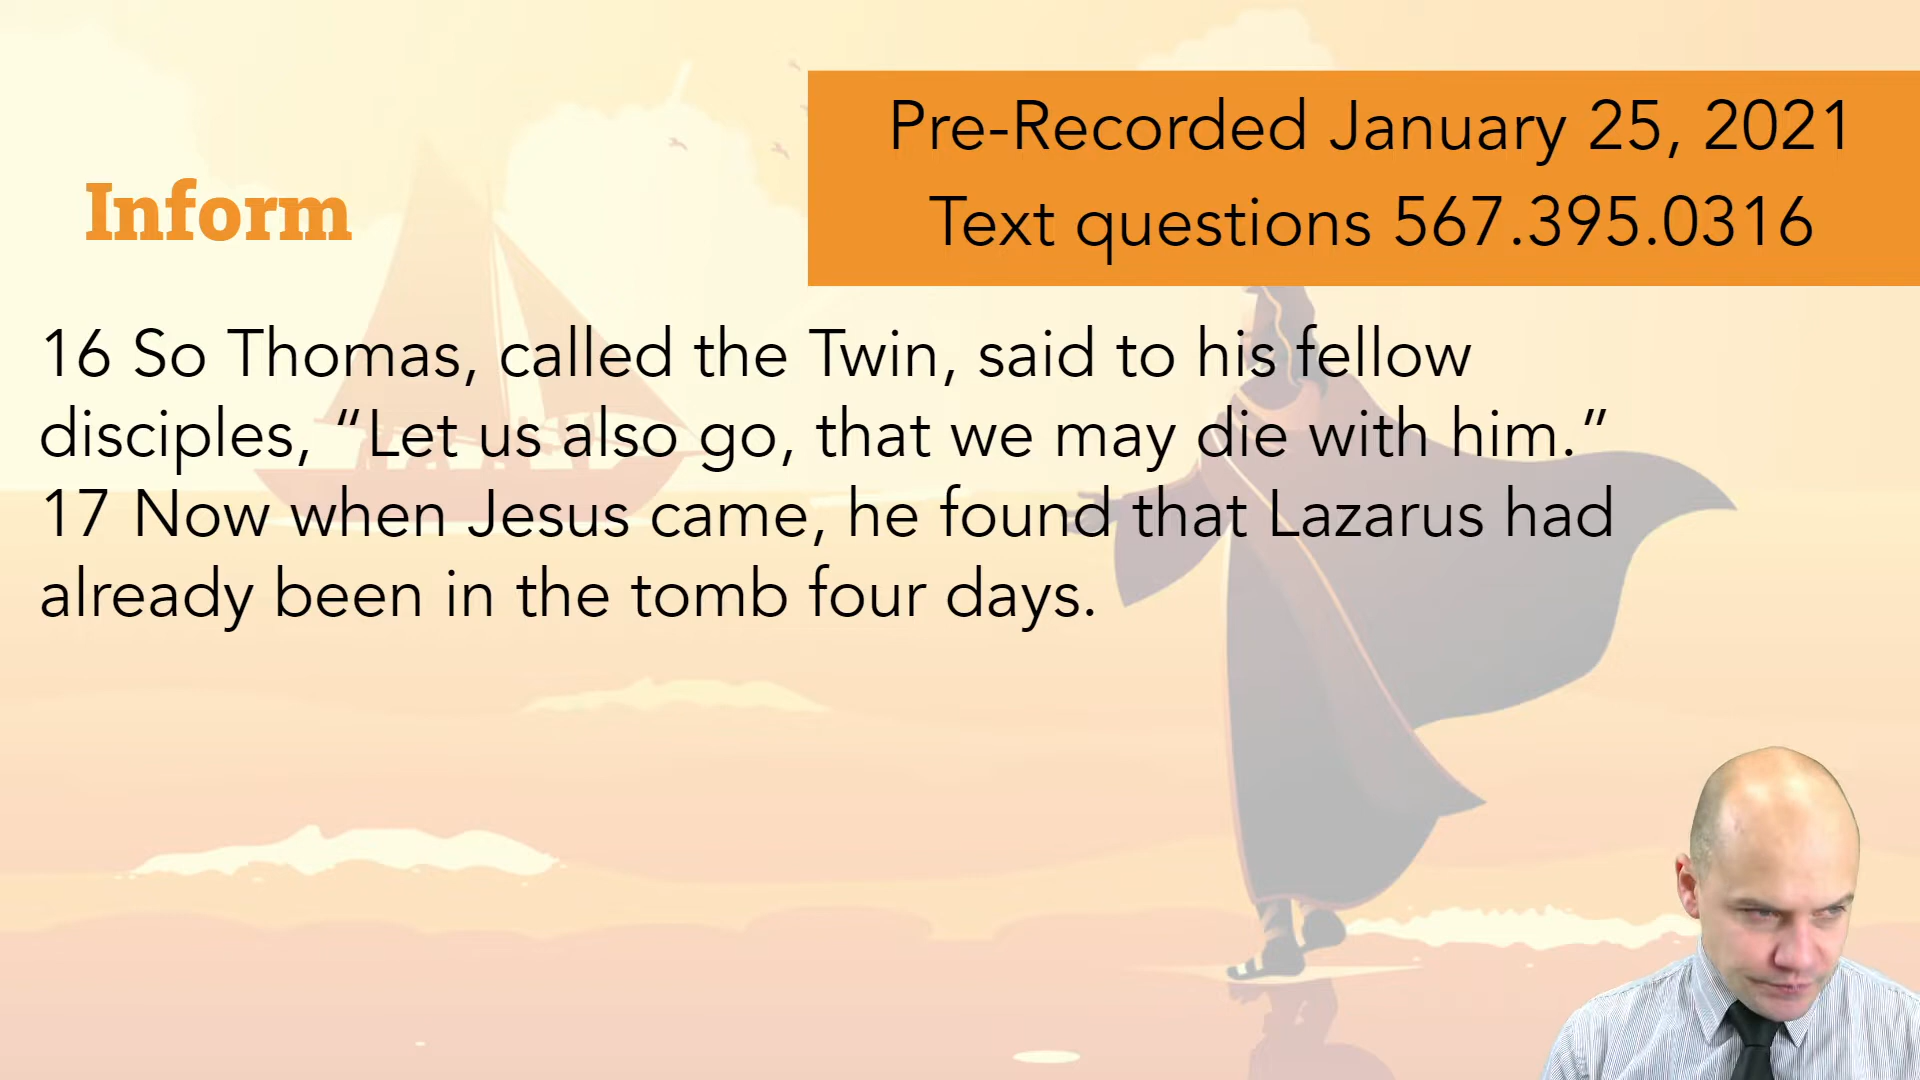 Pre-Recorded January 25, 2021
Text questions 567.395.0316
Inform
16 So Thomas, called the Twin, said to his fellow
disciples, “Let us also go, that we may die with him.”
17 Now when Jesus came, he found that Lazarus had
already been in the tomb four days.